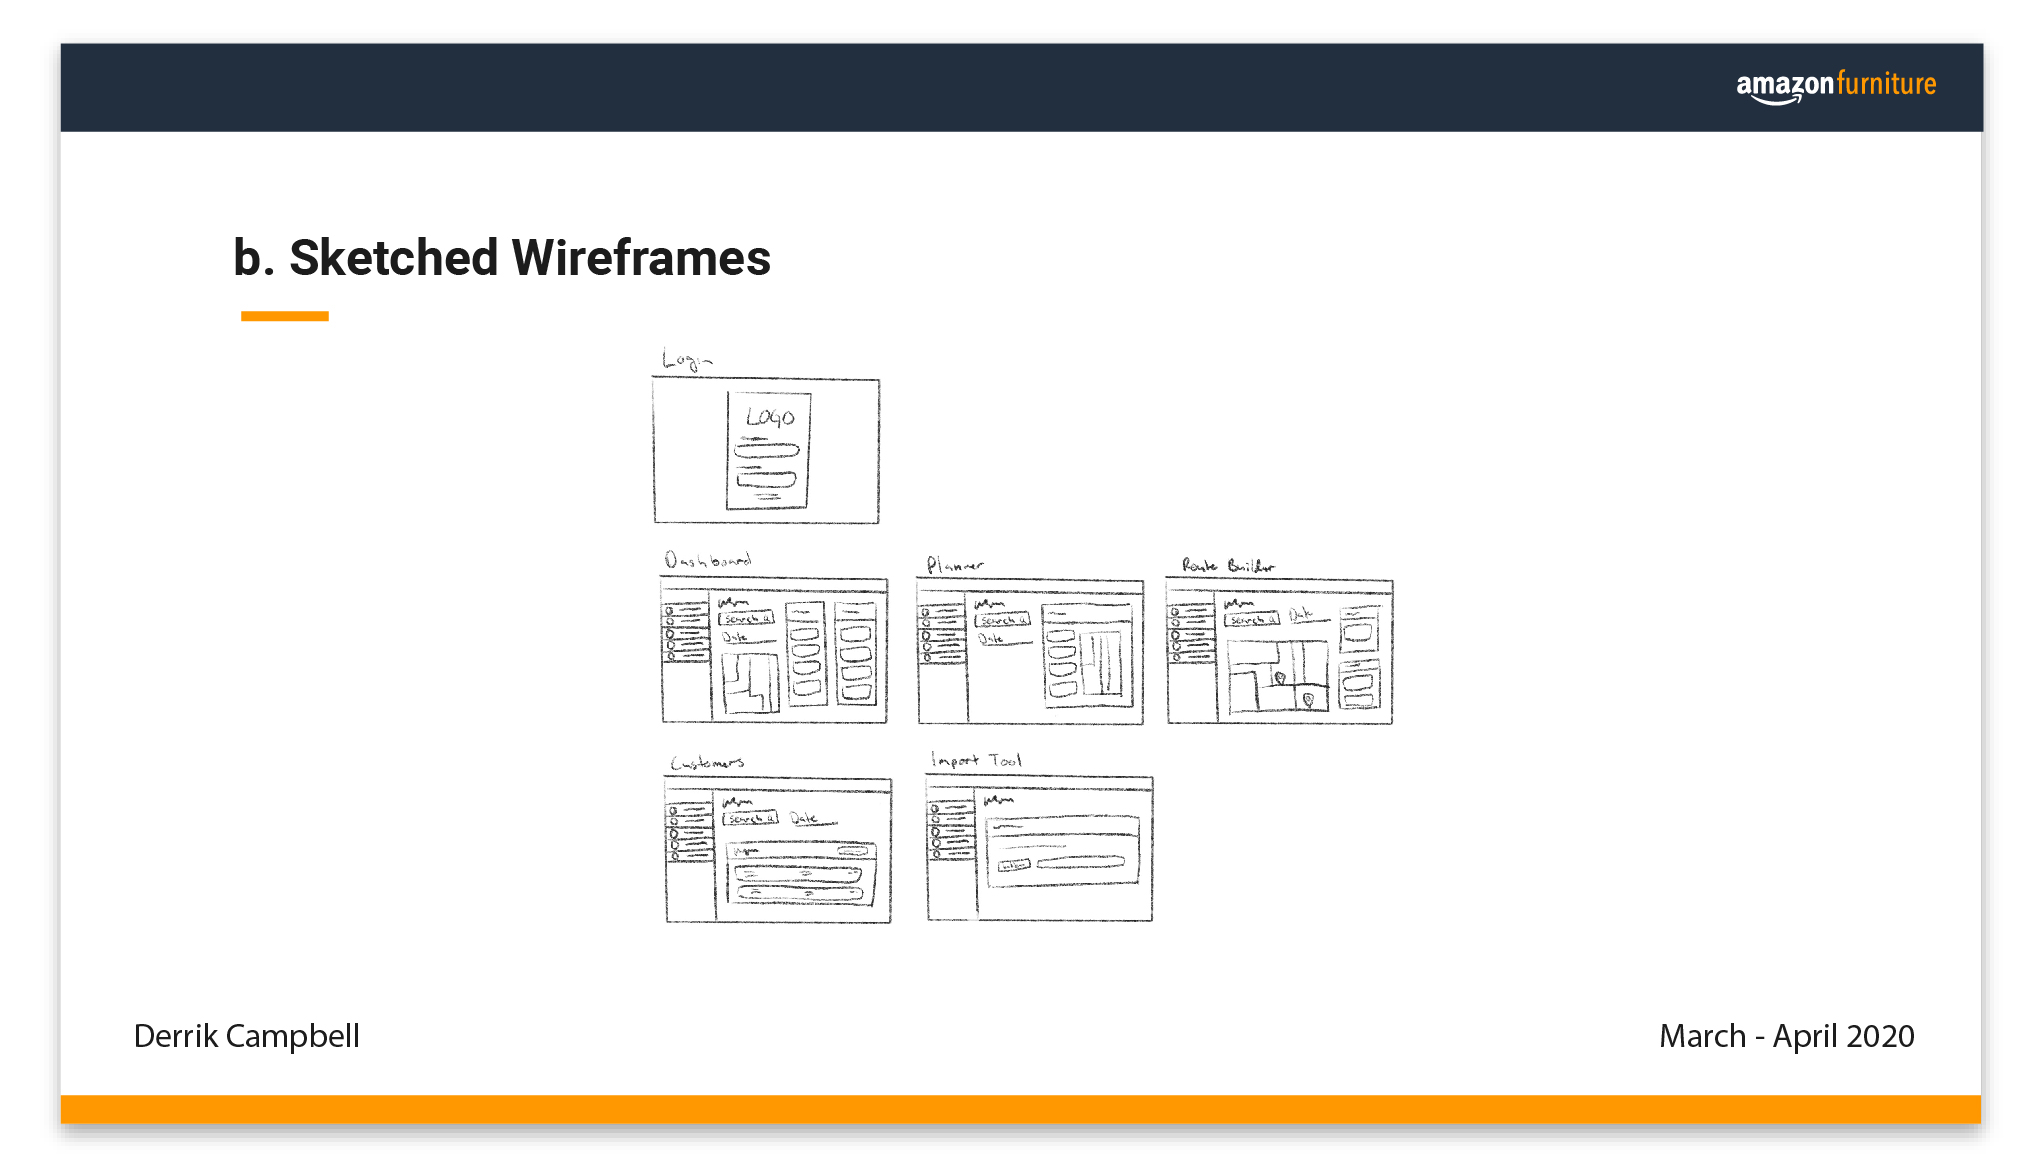 amazonfurniture
b. Sketched Wireframes
Login
LOGO
Dashboard
Planner
Route Builder
search
Date
search
Date
search
Date
Customers
Import Tool
search
Date
Derrik Campbell
March - April 2020